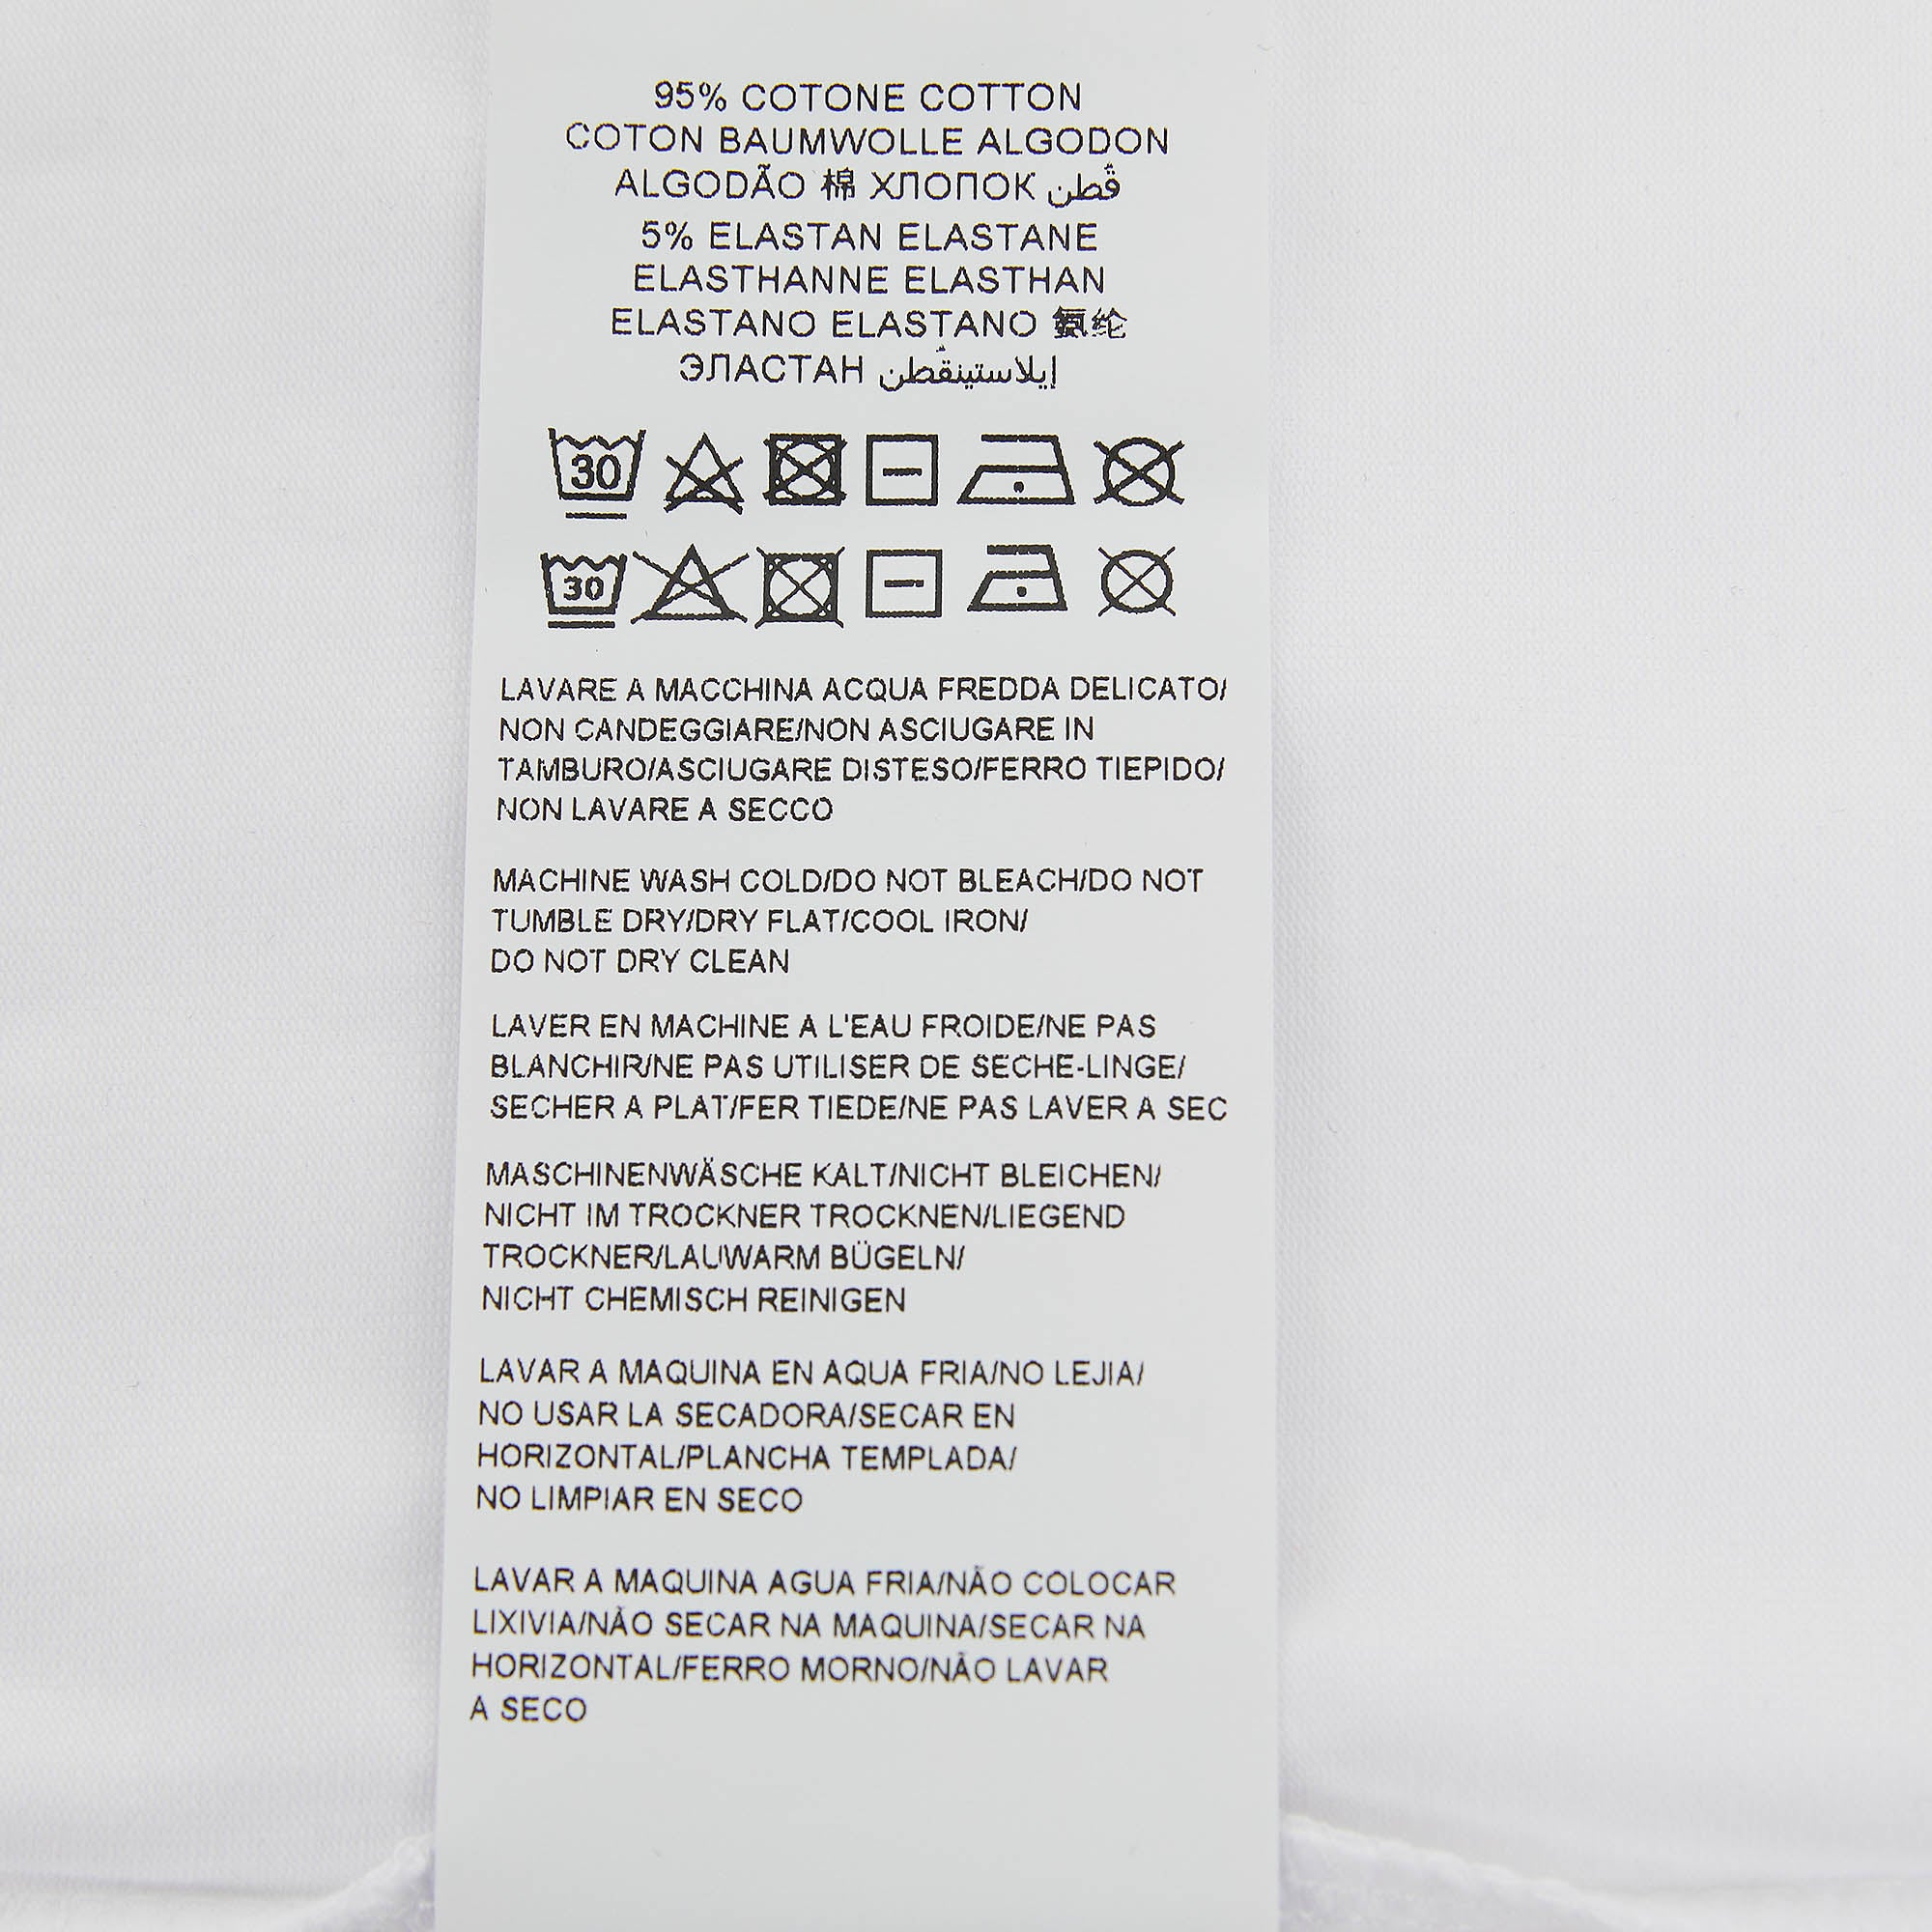 95% COTONE COTTON
COTON BAUMWOLLE ALGODON
ALGODÃO 棉 ХЛОПОК قُطن
5% ELASTAN ELASTANE
ELASTHANNE ELASTHAN
ELASTANO ELASTANO 氨纶
ЭЛАСТАН إيلاستينقُطن
30
30
LAVARE A MACCHINA ACQUA FREDDA DELICATO/
NON CANDEGGIARE/NON ASCIUGARE IN
TAMBURO/ASCIUGARE DISTESO/FERRO TIEPIDO/
NON LAVARE A SECCO
MACHINE WASH COLD/DO NOT BLEACH/DO NOT
TUMBLE DRY/DRY FLAT/COOL IRON/
DO NOT DRY CLEAN
LAVER EN MACHINE A L'EAU FROIDE/NE PAS
BLANCHIR/NE PAS UTILISER DE SECHE-LINGE/
SECHER A PLAT/FER TIEDE/NE PAS LAVER A SEC
MASCHINENWÄSCHE KALT/NICHT BLEICHEN/
NICHT IM TROCKNER TROCKNEN/LIEGEND
TROCKNER/LAUWARM BÜGELN/
NICHT CHEMISCH REINIGEN
LAVAR A MAQUINA EN AQUA FRIA/NO LEJIA/
NO USAR LA SECADORA/SECAR EN
HORIZONTAL/PLANCHA TEMPLADA/
NO LIMPIAR EN SECO
LAVAR A MAQUINA AGUA FRIA/NÃO COLOCAR
LIXIVIA/NÃO SECAR NA MAQUINA/SECAR NA
HORIZONTAL/FERRO MORNO/NÃO LAVAR
A SECO